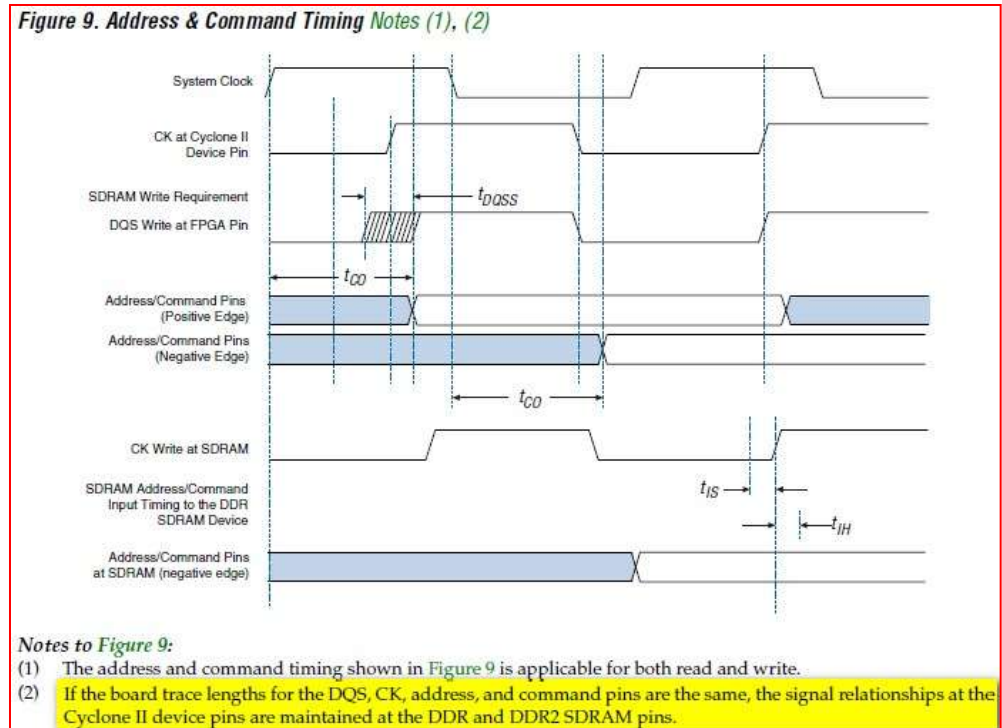 Figure 9. Address & Command Timing Notes (1), (2)
System Clock
CK at Cyclone II
Device Pin
SDRAM Write Requirement
tDQSS
DQS Write at FPGA Pin
tCO
Address/Command Pins
(Positive Edge)
Address/Command Pins
(Negative Edge)
tCO
CK Write at SDRAM
tIS
SDRAM Address/Command
Input Timing to the DDR
SDRAM Device
tIH
Address/Command Pins
at SDRAM (negative edge)
Notes to Figure 9:
(1) The address and command timing shown in Figure 9 is applicable for both read and write.
(2) If the board trace lengths for the DQS, CK, address, and command pins are the same, the signal relationships at the
Cyclone II device pins are maintained at the DDR and DDR2 SDRAM pins.